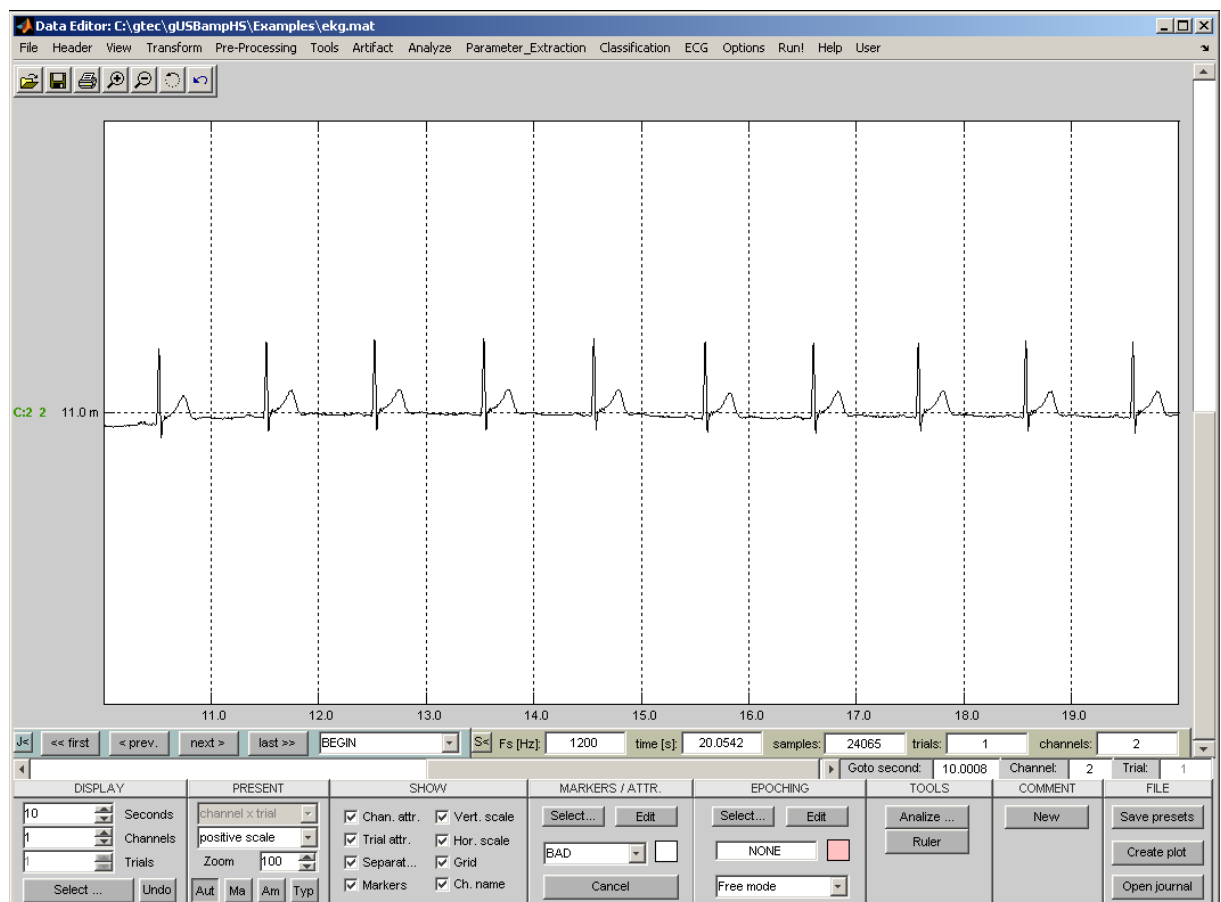 Data Editor: C:\gtec\gUSBampHS\Examples\ekg.mat
File Header View Transform Pre-Processing Tools Artifact Analyze Parameter_Extraction Classification ECG Options Run! Help User
C:2 2 11.0 m
11.0 12.0 13.0 14.0 15.0 16.0 17.0 18.0 19.0
J< << first < prev. next > last >> BEGIN S< Fs [Hz]: 1200 time [s]: 20.0542 samples: 24065 trials: 1 channels: 2
Goto second: 10.0008 Channel: 2 Trial: 1
DISPLAY PRESENT SHOW MARKERS / ATTR. EPOCHING TOOLS COMMENT FILE
10 Seconds channel x trial Chan. attr. Vert. scale Select... Edit Select... Edit Analize ... New Save presets
1 Channels positive scale Trial attr. Hor. scale Ruler
1 Trials Zoom 100 Separat... Grid BAD NONE Create plot
Select ... Undo Aut Ma Am Typ Markers Ch. name Cancel Free mode Open journal